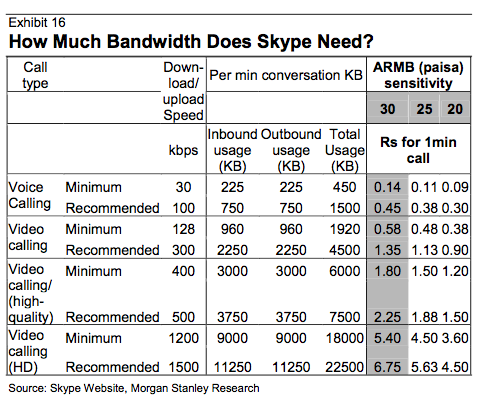 Exhibit 16
How Much Bandwidth Does Skype Need?
Call type Down-load/upload Speed Per min conversation KB ARMB (paisa) sensitivity
30 25 20
kbps Inbound usage (KB) Outbound usage (KB) Total Usage (KB) Rs for 1min call
Voice Calling Minimum 30 225 225 450 0.14 0.11 0.09
Recommended 100 750 750 1500 0.45 0.38 0.30
Video calling Minimum 128 960 960 1920 0.58 0.48 0.38
Recommended 300 2250 2250 4500 1.35 1.13 0.90
Video calling/(high-quality) Minimum 400 3000 3000 6000 1.80 1.50 1.20
Recommended 500 3750 3750 7500 2.25 1.88 1.50
Video calling (HD) Minimum 1200 9000 9000 18000 5.40 4.50 3.60
Recommended 1500 11250 11250 22500 6.75 5.63 4.50
Source: Skype Website, Morgan Stanley Research